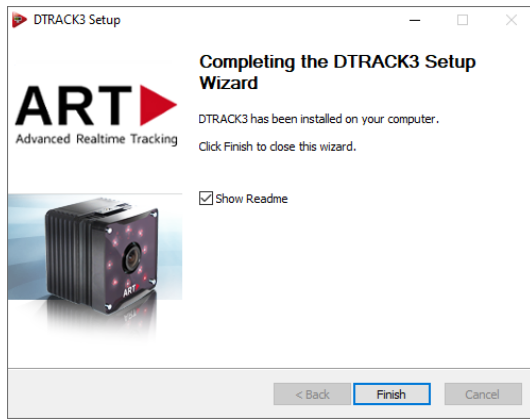 DTRACK3 Setup
Completing the DTRACK3 Setup
Wizard
ART
Advanced Realtime Tracking
DTRACK3 has been installed on your computer.
Click Finish to close this wizard.
Show Readme
ART
< Back
Finish
Cancel